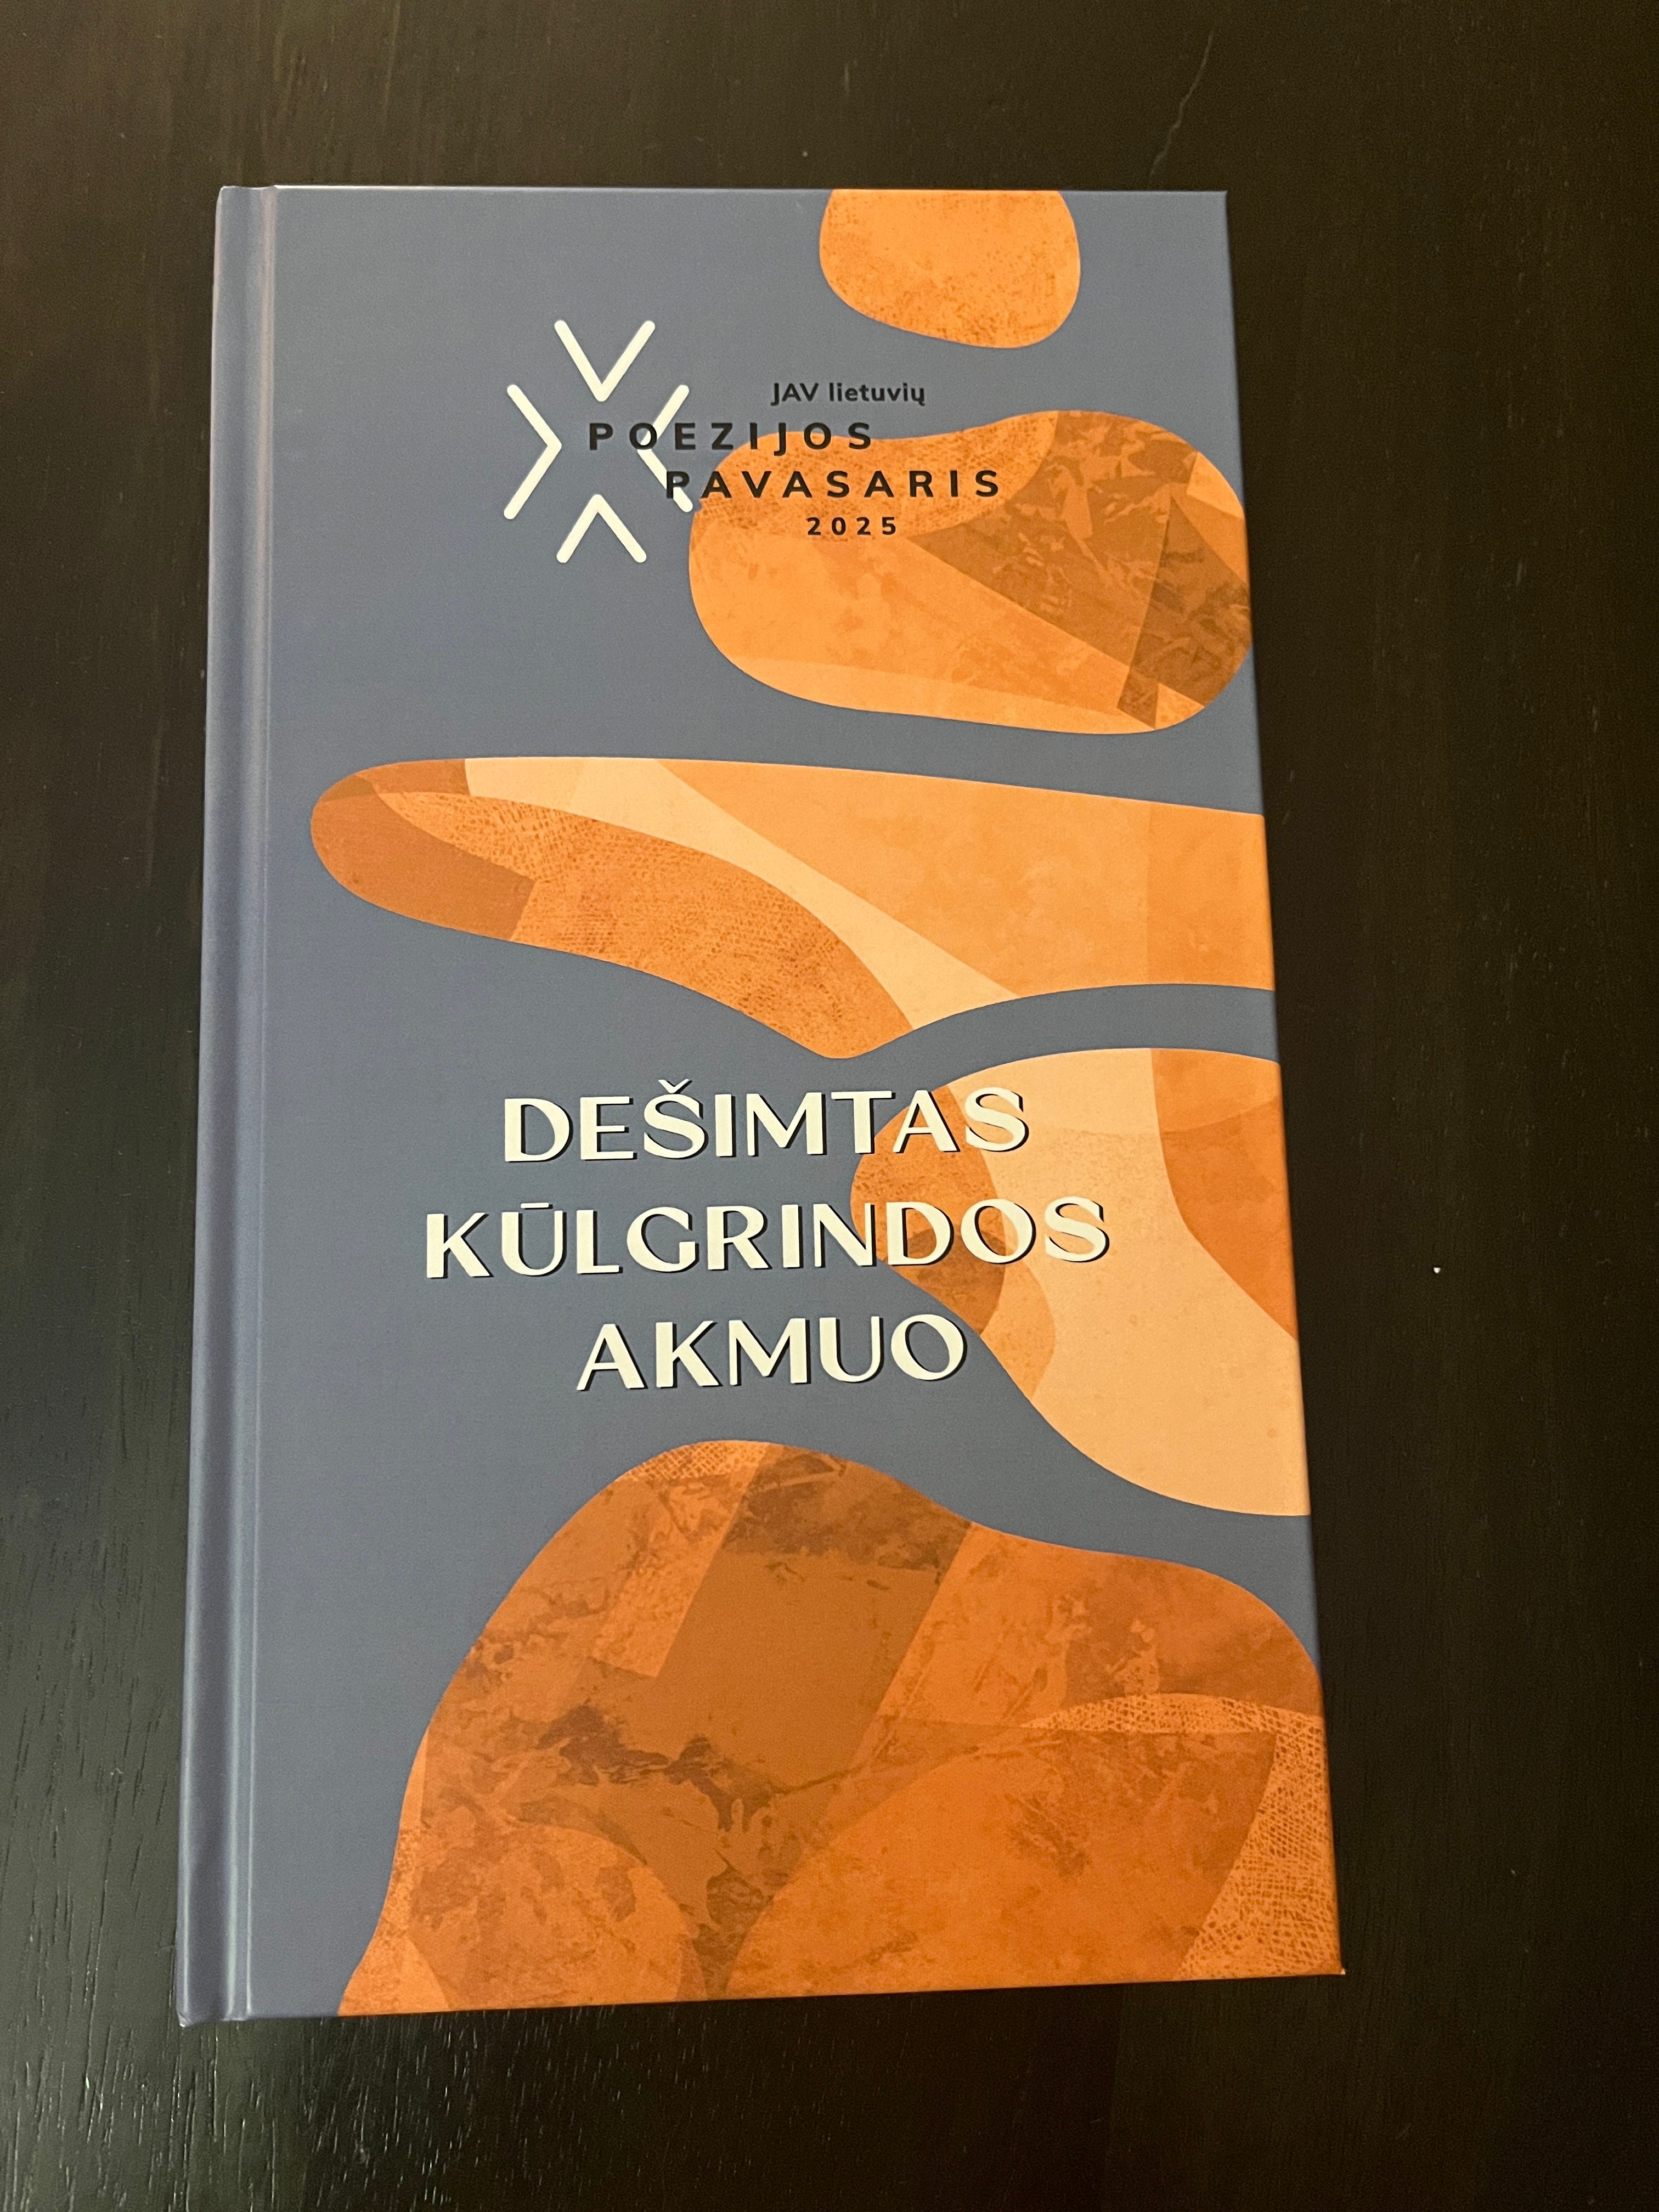 JAV lietuvių
POEZIJOS
PAVASARIS
2025
DEŠIMTAS
KŪLGRINDOS
AKMUO